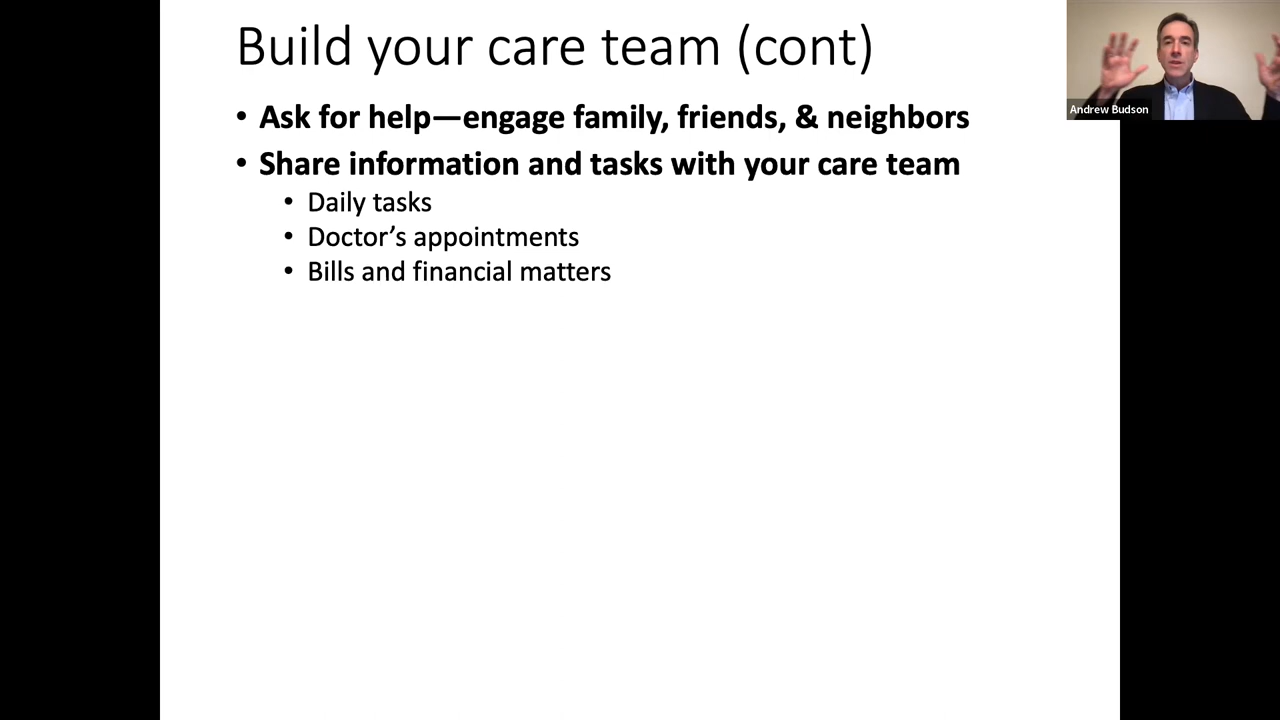 Build your care team (cont)
Andrew Budson
• Ask for help—engage family, friends, & neighbors
• Share information and tasks with your care team
• Daily tasks
• Doctor’s appointments
• Bills and financial matters